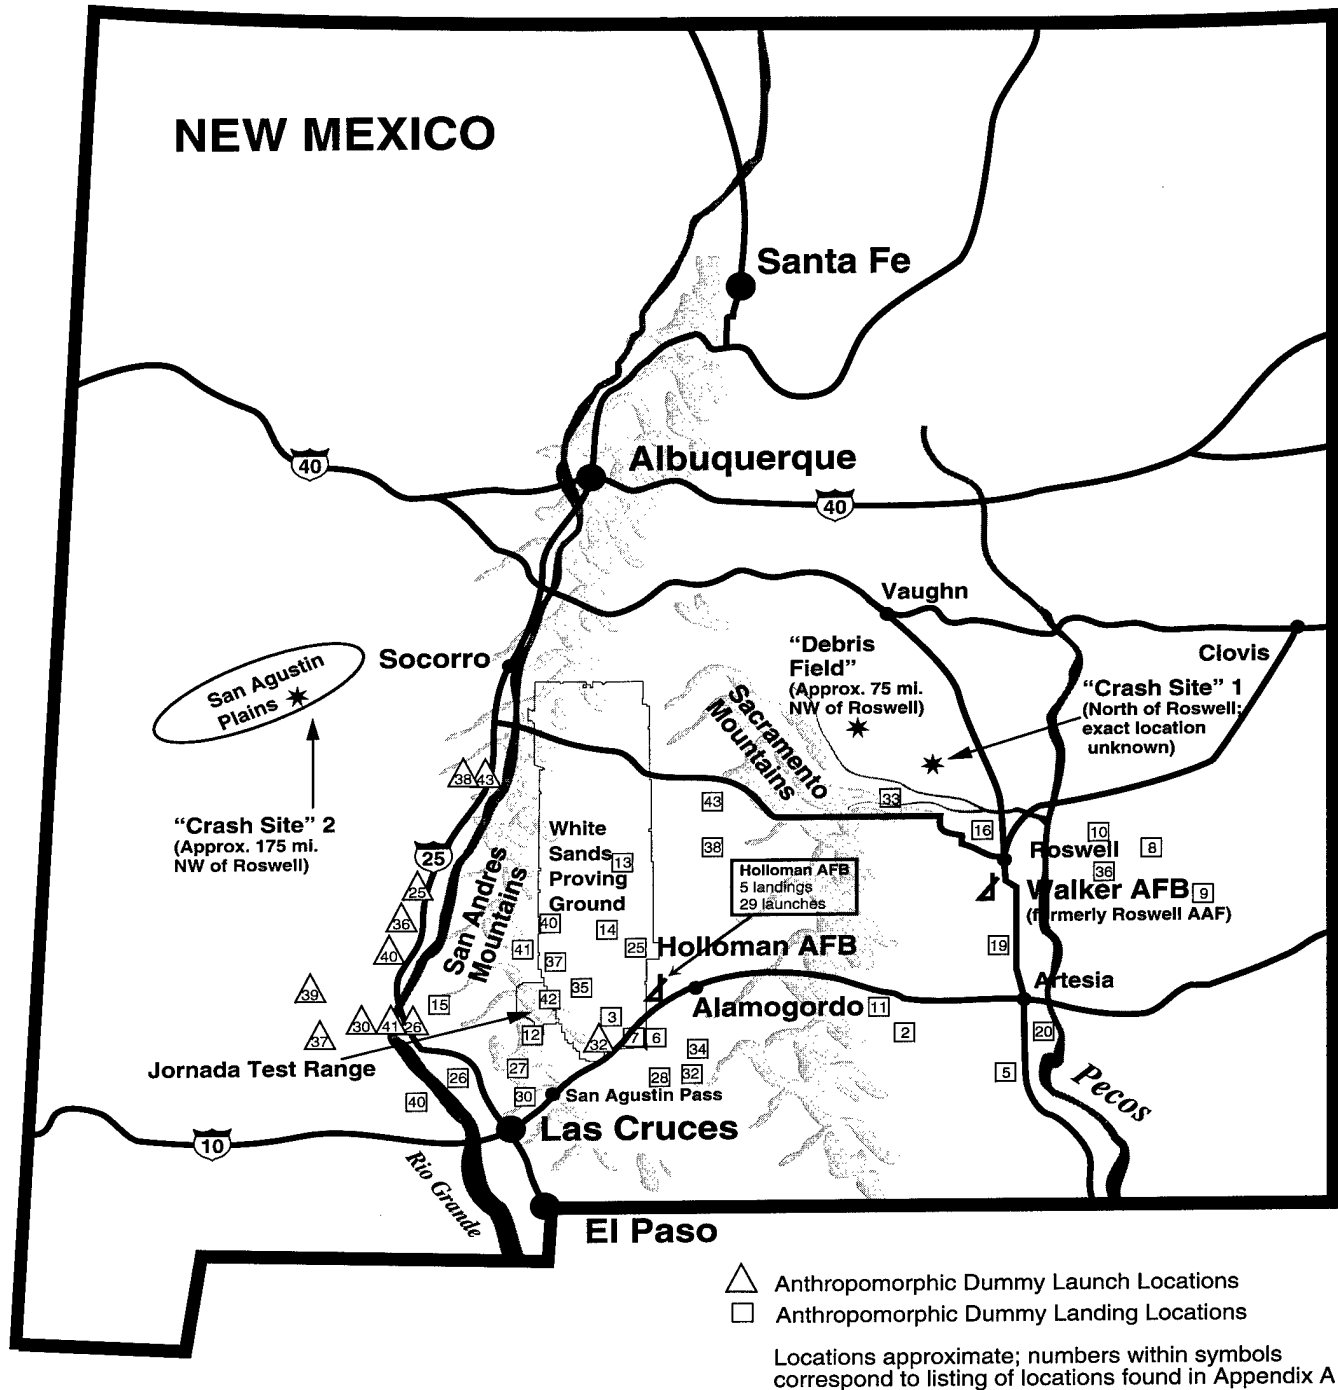 NEW MEXICO
Santa Fe
Albuquerque
40
40
Vaughn
Clovis
"Debris
Field"
(Approx. 75 mi.
NW of Roswell)
"Crash Site" 1
(North of Roswell;
exact location
unknown)
Socorro
San Agustin
Plains
Sacramento
Mountains
38
43
"Crash Site" 2
(Approx. 175 mi.
NW of Roswell)
25
White
Sands
Proving
Ground
13
43
38
33
16
10
8
Roswell
36
Walker AFB
9
(formerly Roswell AAF)
Holloman AFB
5 landings
29 launches
San Andres
Mountains
25
36
40
39
37
30
41
26
15
40
14
41
37
25
35
42
3
12
32
7
6
Holloman AFB
Alamogordo
11
2
19
Artesia
20
5
Pecos
34
32
28
27
30
26
40
Jornada Test Range
San Agustin Pass
Las Cruces
10
Rio Grande
El Paso
Anthropomorphic Dummy Launch Locations
Anthropomorphic Dummy Landing Locations
Locations approximate; numbers within symbols
correspond to listing of locations found in Appendix A